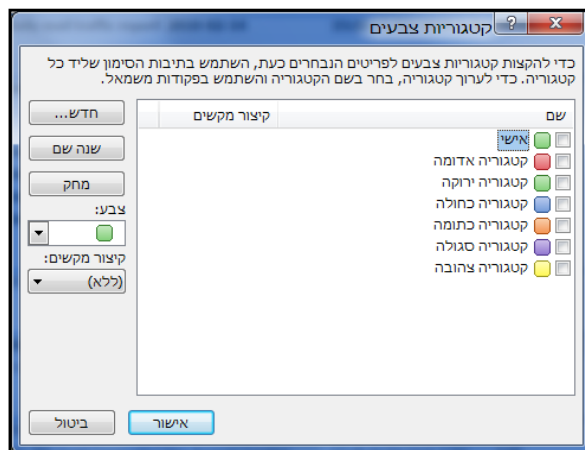 קטגוריות צבעים
כדי להקצות קטגוריות צבעים לפריטים הנבחרים כעת, השתמש בתיבות הסימון שליד כל
קטגוריה. כדי לערוך קטגוריה, בחר בשם הקטגוריה והשתמש בפקודות משמאל.
שם
קיצור מקשים
אישי
קטגוריה אדומה
קטגוריה ירוקה
קטגוריה כחולה
קטגוריה כתומה
קטגוריה סגולה
קטגוריה צהובה
חדש...
שנה שם
מחק
צבע:
קיצור מקשים:
(ללא)
אישור
ביטול